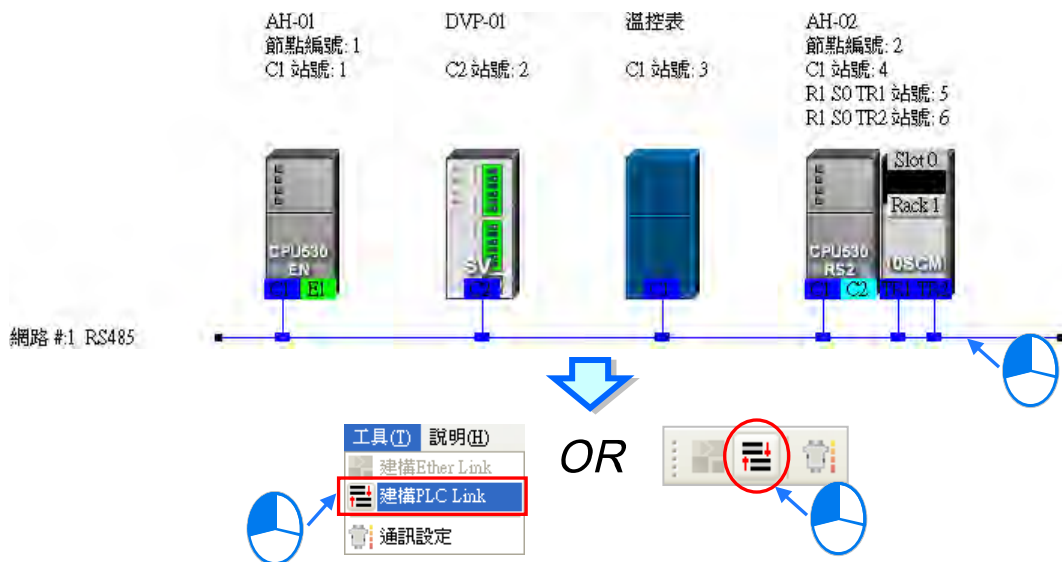 AH-01
節點編號: 1
C1 站號: 1
DVP-01
C2 站號: 2
溫控表
C1 站號: 3
AH-02
節點編號: 2
C1 站號: 4
R1 S0 TR1 站號: 5
R1 S0 TR2 站號: 6
CPU530
EN
C1 E1
SV
C2
CPU530
RS2
C1 C2
Slot 0
Rack 1
10SCM
TR1 TR2
網路 #:1 RS485
工具(T) 說明(H)
建構Ether Link
建構PLC Link
通訊設定
OR